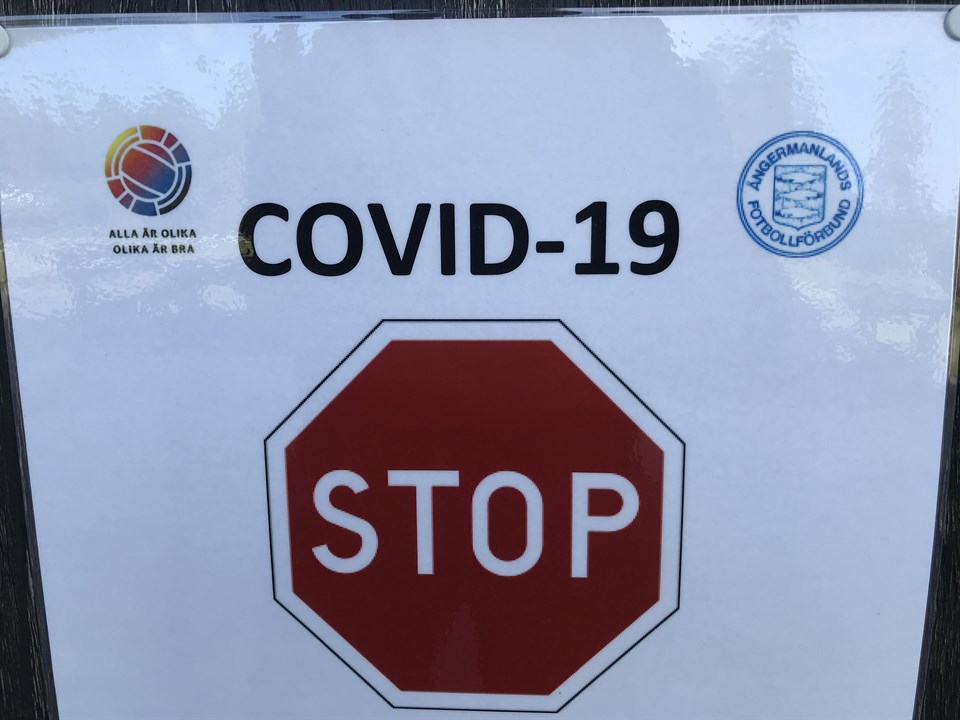 ALLA ÄR OLIKA
OLIKA ÄR BRA
COVID-19
ÅNGERMANLANDS
FOTBOLLFÖRBUND
STOP